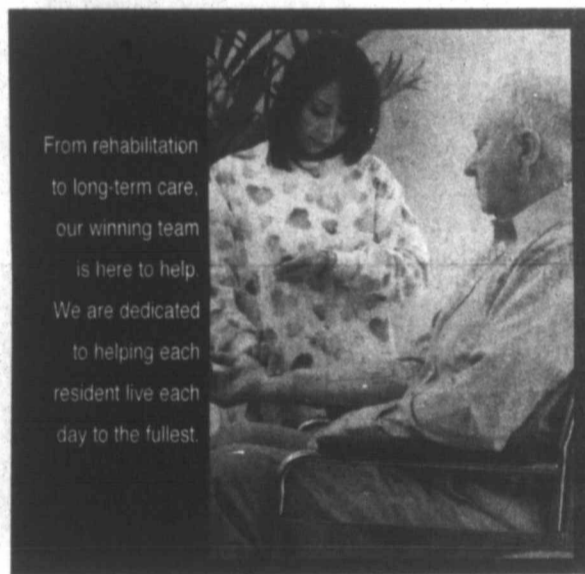 From rehabilitation
to long-term care,
our winning team
is here to help.
We are dedicated
to helping each
resident live each
day to the fullest.